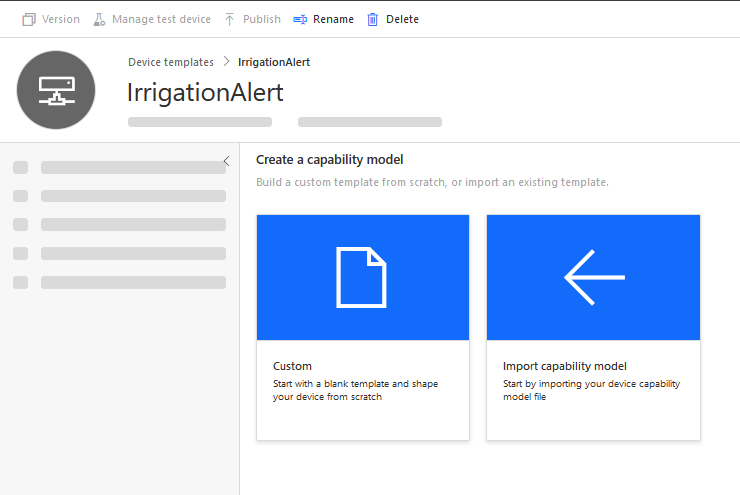 Version Manage test device Publish Rename Delete
Device templates > IrrigationAlert
IrrigationAlert
Create a capability model
Build a custom template from scratch, or import an existing template.
Custom
Start with a blank template and shape
your device from scratch
Import capability model
Start by importing your device capability
model file